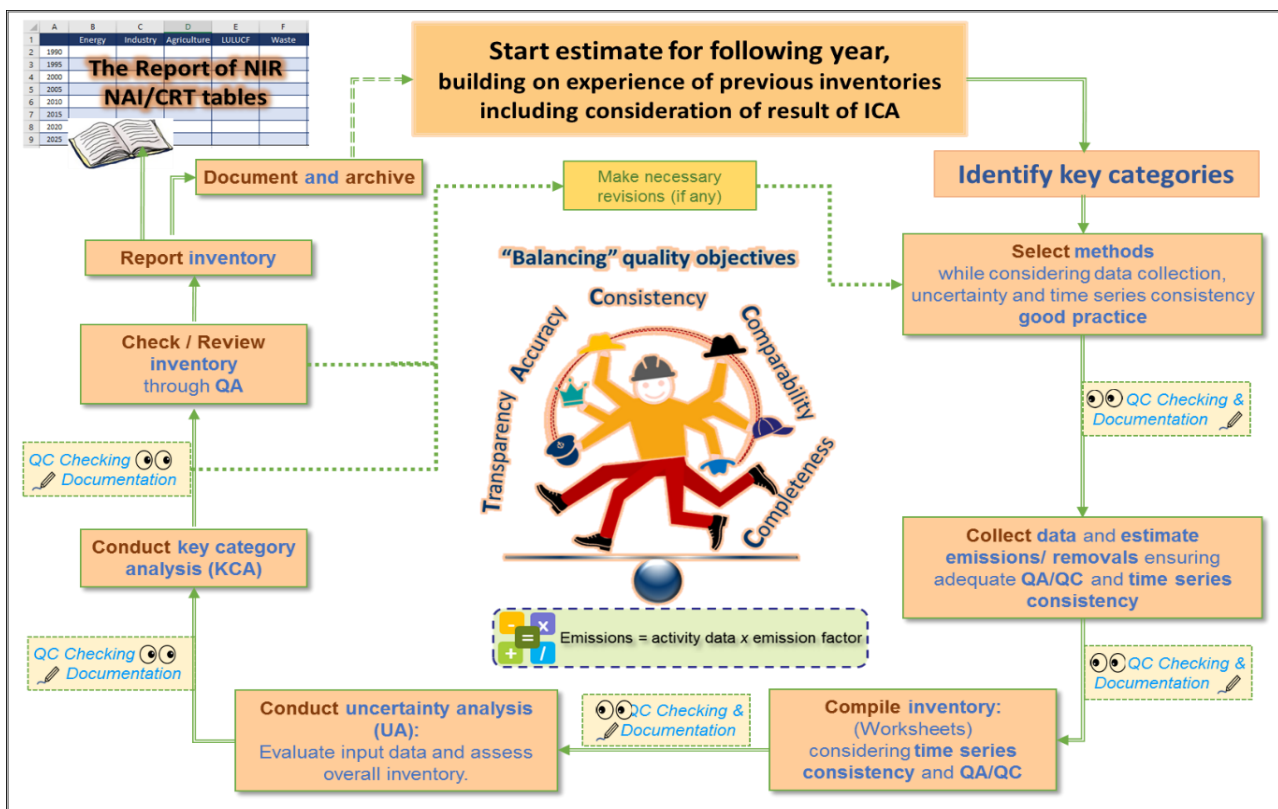 A B C D E F
1 Energy Industry Agriculture LULUCF Waste
2 1990
3 1995
4 2000
5 2005
6 2010
7 2015
8 2020
9 2025
The Report of NIR
NAI/CRT tables
Start estimate for following year,
building on experience of previous inventories
including consideration of result of ICA
Document and archive
Make necessary
revisions (if any)
Identify key categories
Report inventory
Select methods
while considering data collection,
uncertainty and time series consistency
good practice
"Balancing" quality objectives
Transparency
Accuracy
Consistency
Comparability
Completeness
Check / Review
inventory
through QA
QC Checking &
Documentation
QC Checking
Documentation
Conduct key category
analysis (KCA)
Collect data and estimate
emissions/ removals ensuring
adequate QA/QC and time series
consistency
- x
=
+ /
Emissions = activity data x emission factor
QC Checking
Documentation
QC Checking &
Documentation
Conduct uncertainty analysis
(UA):
Evaluate input data and assess
overall inventory.
QC Checking &
Documentation
Compile inventory:
(Worksheets)
considering time series
consistency and QA/QC